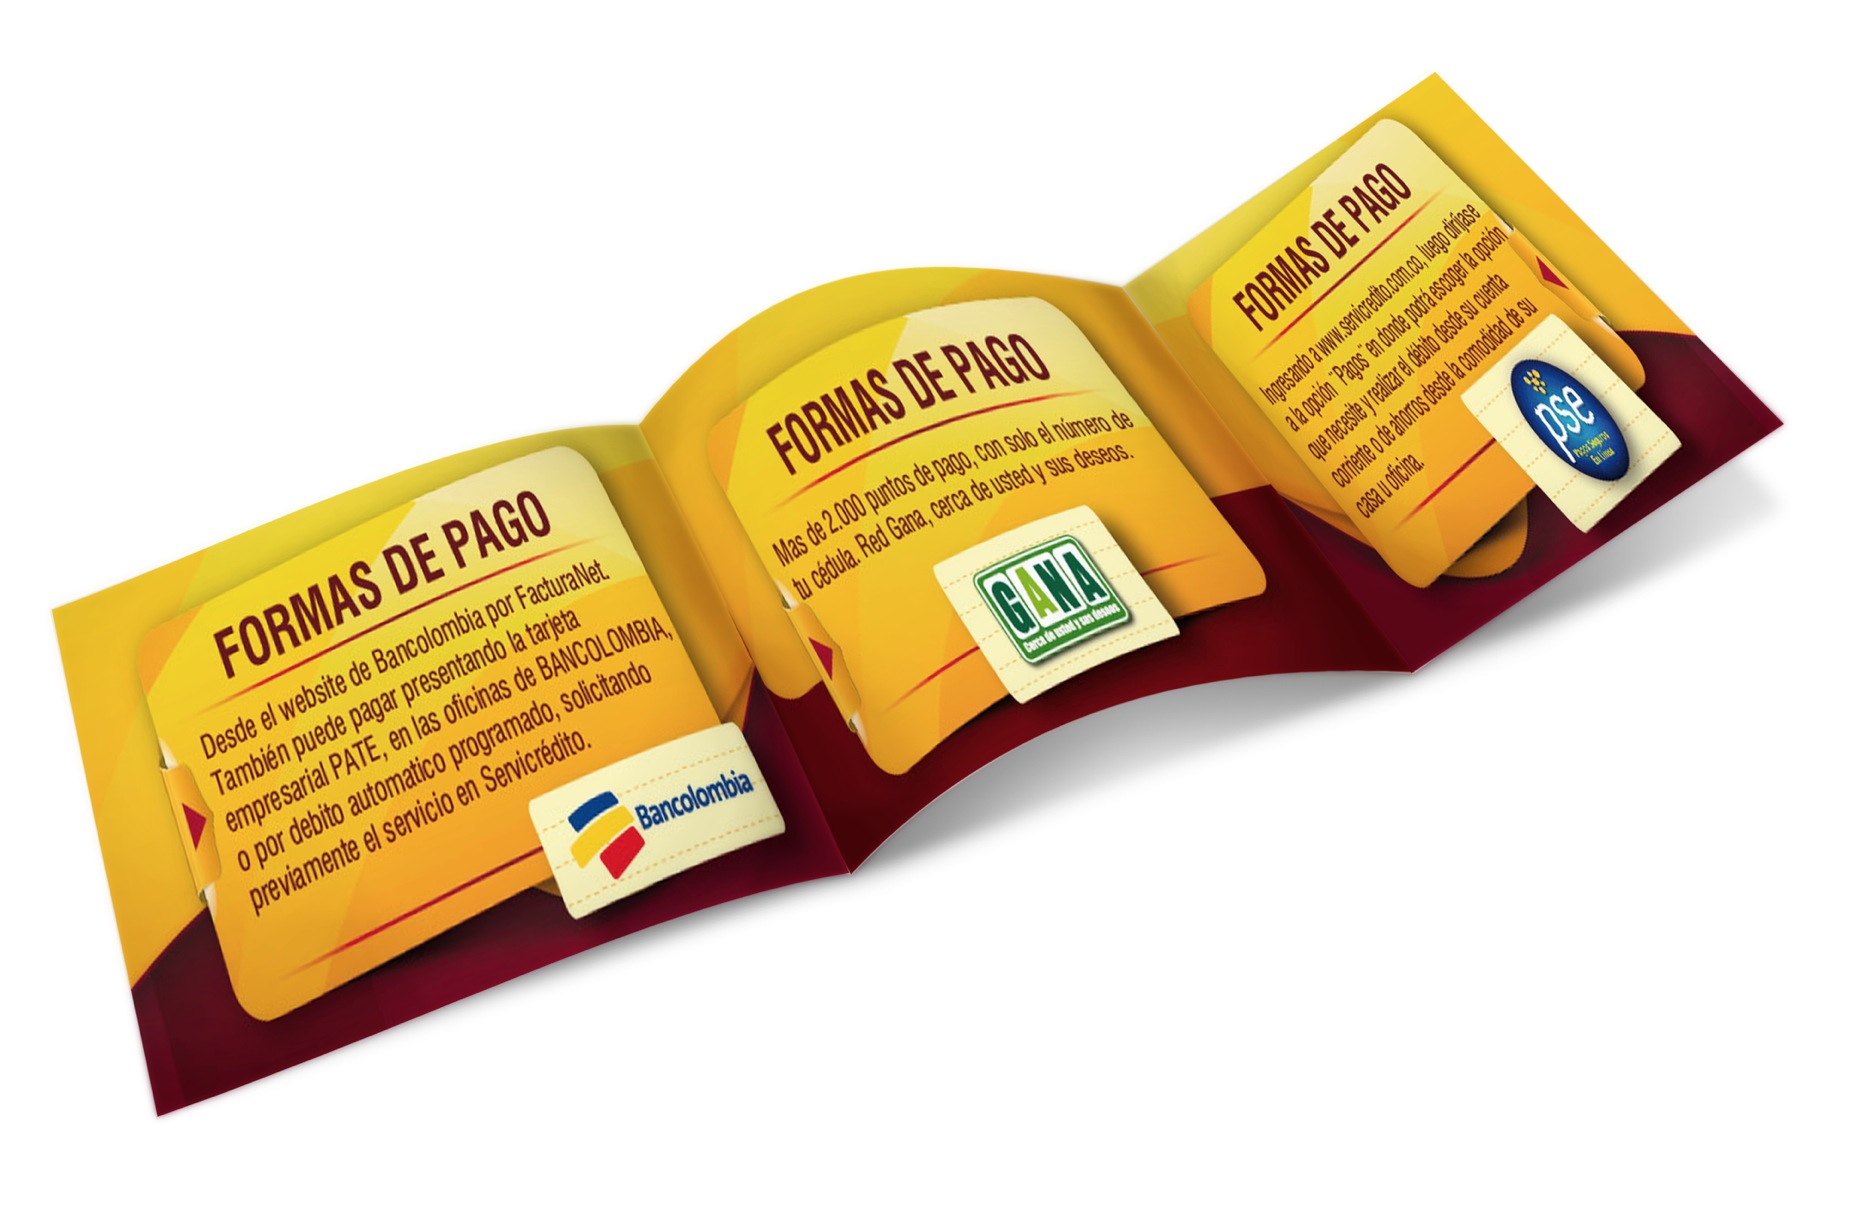 FORMAS DE PAGO
Desde el website de Bancolombia por FacturaNet.
También puede pagar presentando la tarjeta
empresarial PATE, en las oficinas de BANCOLOMBIA,
o por debito automatico programado, solicitando
previamente el servicio en Servicrédito.
Bancolombia
FORMAS DE PAGO
Mas de 2.000 puntos de pago, con solo el número de
tu cédula. Red Gana, cerca de usted y sus deseos.
GANA
Cerca de usted y sus deseos
FORMAS DE PAGO
Ingresando a www.servicredito.com.co, luego diríjase
a la opción ¨Pagos¨ en donde podrá escoger la opción
que necesite y realizar el débito desde su cuenta
corriente o de ahorros desde la comodidad de su
casa u oficina.
pse
Pagos Seguros
En Línea